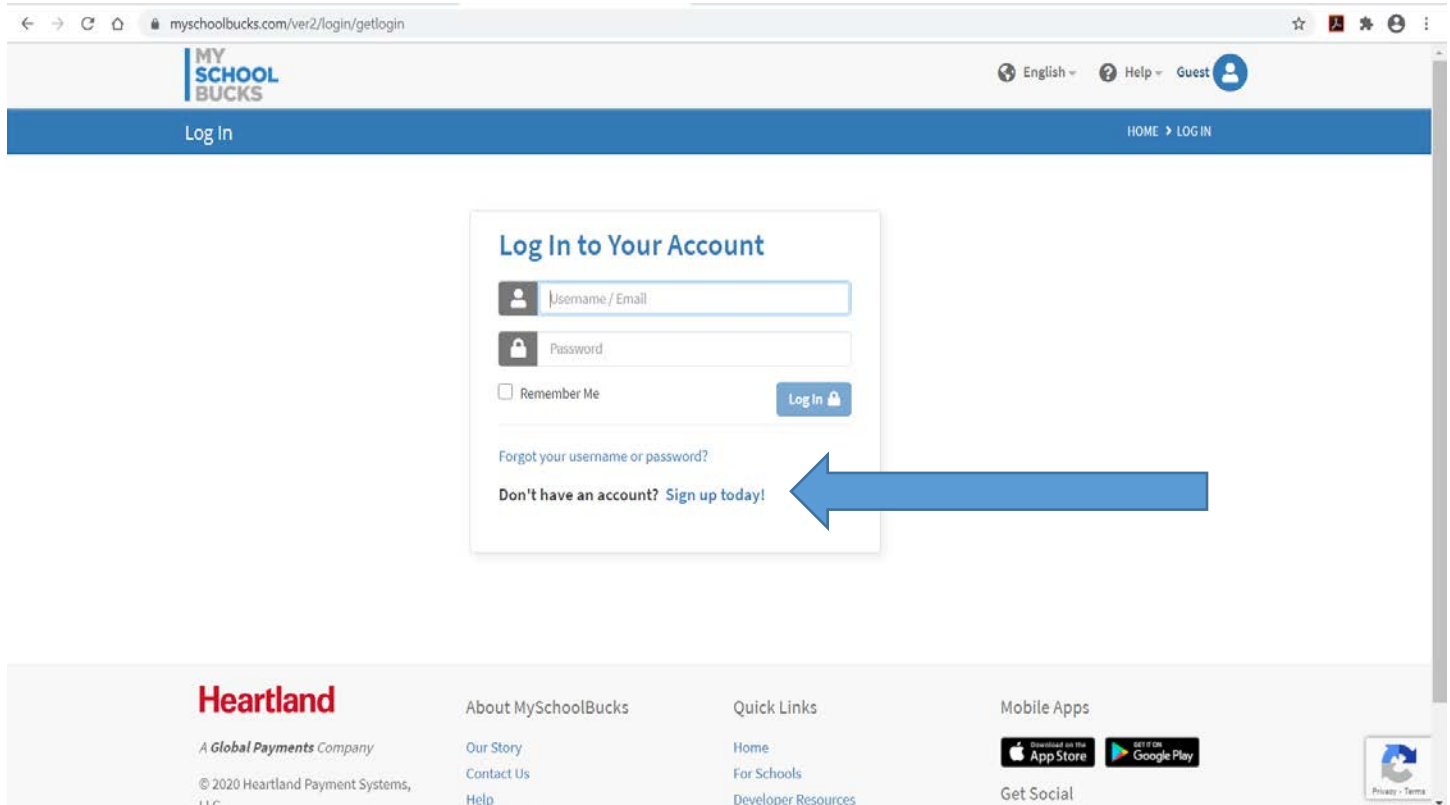 myschoolbucks.com/ver2/login/getlogin
MY
SCHOOL
BUCKS
English
Help
Guest
Log In
HOME > LOG IN
Log In to Your Account
Username / Email
Password
Remember Me
Log In
Forgot your username or password?
Don't have an account? Sign up today!
Heartland
A Global Payments Company
© 2020 Heartland Payment Systems,
LLC
About MySchoolBucks
Our Story
Contact Us
Help
Quick Links
Home
For Schools
Developer Resources
Mobile Apps
Download on the
App Store
GET IT ON
Google Play
Get Social
Privacy - Terms